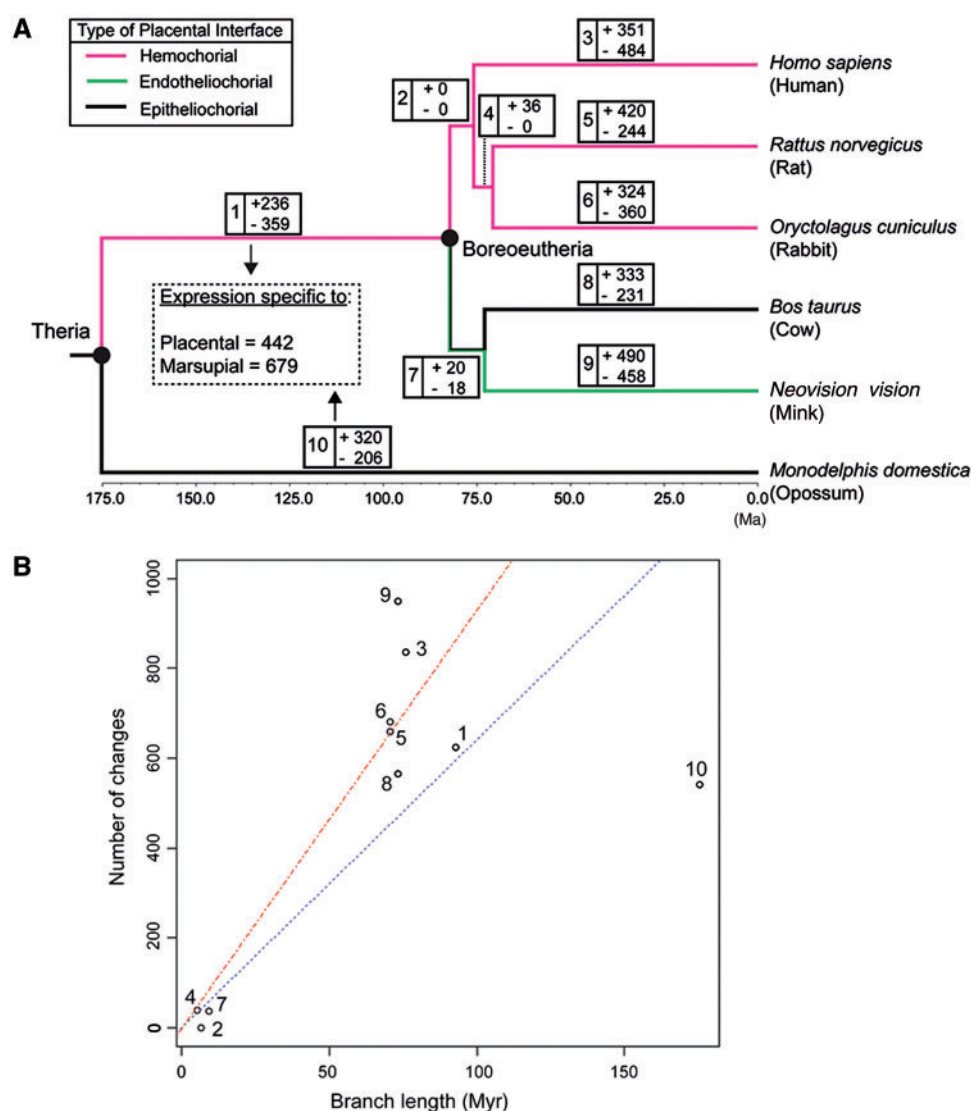 A
Type of Placental Interface
Hemochorial
Endotheliochorial
Epitheliochorial
3 + 351
- 484
Homo sapiens
(Human)
2 + 0
- 0
4 + 36
- 0
5 + 420
- 244
Rattus norvegicus
(Rat)
1 +236
- 359
6 + 324
- 360
Oryctolagus cuniculus
(Rabbit)
Boreoeutheria
Expression specific to:
Placental = 442
Marsupial = 679
Theria
8 + 333
- 231
Bos taurus
(Cow)
7 + 20
- 18
9 + 490
- 458
Neovision vision
(Mink)
10 + 320
- 206
Monodelphis domestica
(Opossum)
175.0 150.0 125.0 100.0 75.0 50.0 25.0 0.0
(Ma)
B
Number of changes
1000
800
600
400
200
0
9
3
6
5
1
8
10
4
7
2
0 50 100 150
Branch length (Myr)